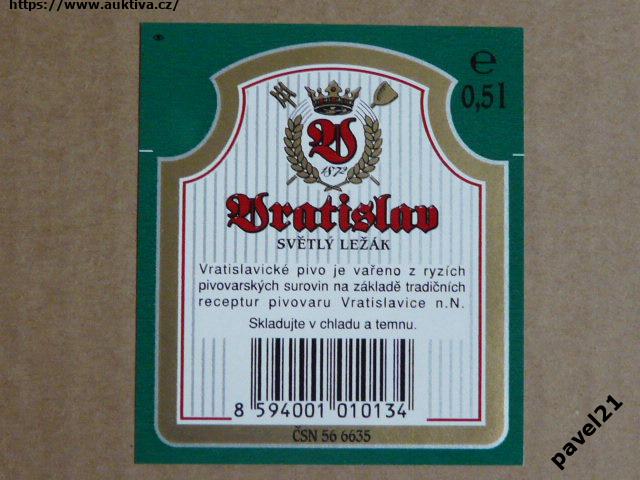 https://www.auktiva.cz/
e
0,5l
V
1872
Vratislav
SVĚTLÝ LEŽÁK
Vratislavické pivo je vařeno z ryzích
pivovarských surovin na základě tradičních
receptur pivovaru Vratislavice n.N.
Skladujte v chladu a temnu.
8 594001 010134
ČSN 56 6635
pavel21